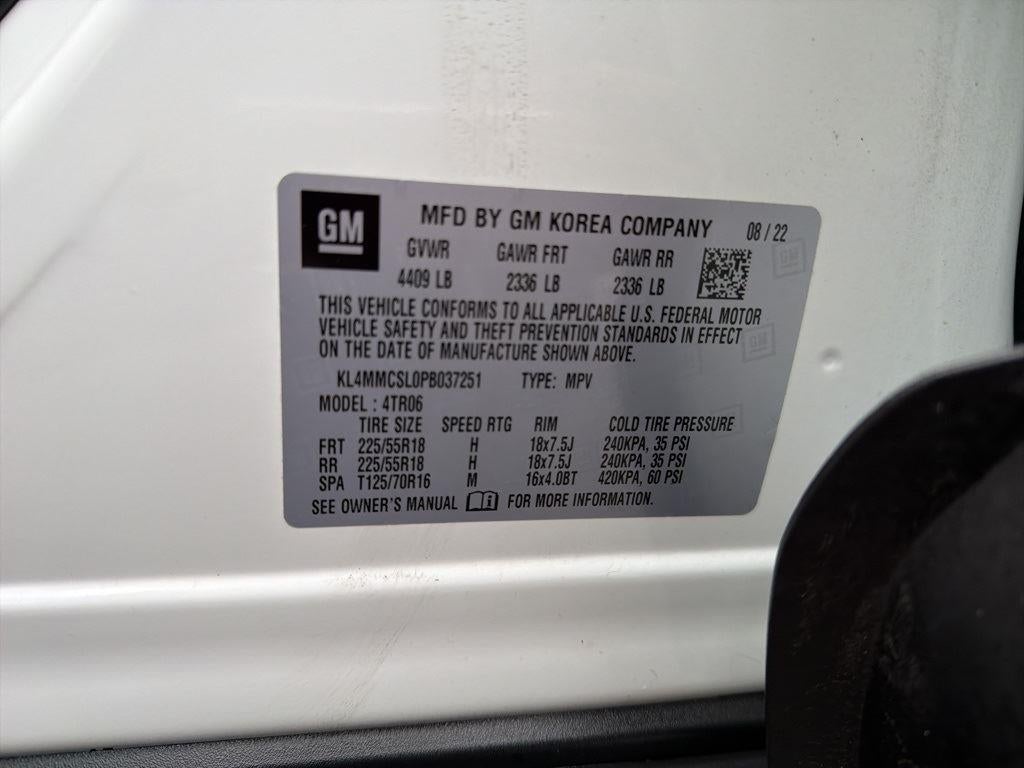 GM MFD BY GM KOREA COMPANY 08 / 22
GVWR GAWR FRT GAWR RR
4409 LB 2336 LB 2336 LB
THIS VEHICLE CONFORMS TO ALL APPLICABLE U.S. FEDERAL MOTOR
VEHICLE SAFETY AND THEFT PREVENTION STANDARDS IN EFFECT
ON THE DATE OF MANUFACTURE SHOWN ABOVE.
KL4MMCSL0PB037251 TYPE: MPV
MODEL : 4TR06
TIRE SIZE SPEED RTG RIM COLD TIRE PRESSURE
FRT 225/55R18 H 18x7.5J 240KPA, 35 PSI
RR 225/55R18 H 18x7.5J 240KPA, 35 PSI
SPA T125/70R16 M 16x4.0BT 420KPA, 60 PSI
SEE OWNER'S MANUAL i FOR MORE INFORMATION.